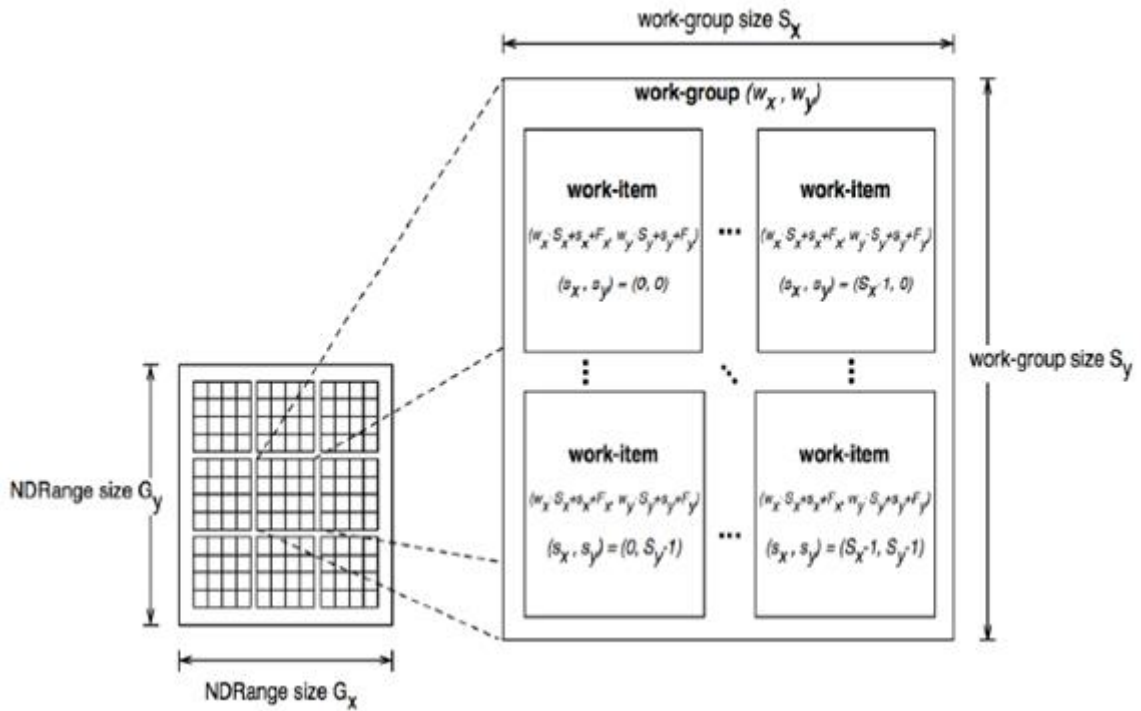 work-group size Sx
work-group (wx , wy)
work-item
work-item
(wx·Sx+sx+Fx, wy·Sy+sy+Fy)
(wx·Sx+sx+Fx, wy·Sy+sy+Fy)
(sx , sy) = (0, 0)
(sx , sy) = (Sx-1, 0)
work-group size Sy
work-item
work-item
(wx·Sx+sx+Fx, wy·Sy+sy+Fy)
(wx·Sx+sx+Fx, wy·Sy+sy+Fy)
(sx , sy) = (0, Sy-1)
(sx , sy) = (Sx-1, Sy-1)
NDRange size Gy
NDRange size Gx